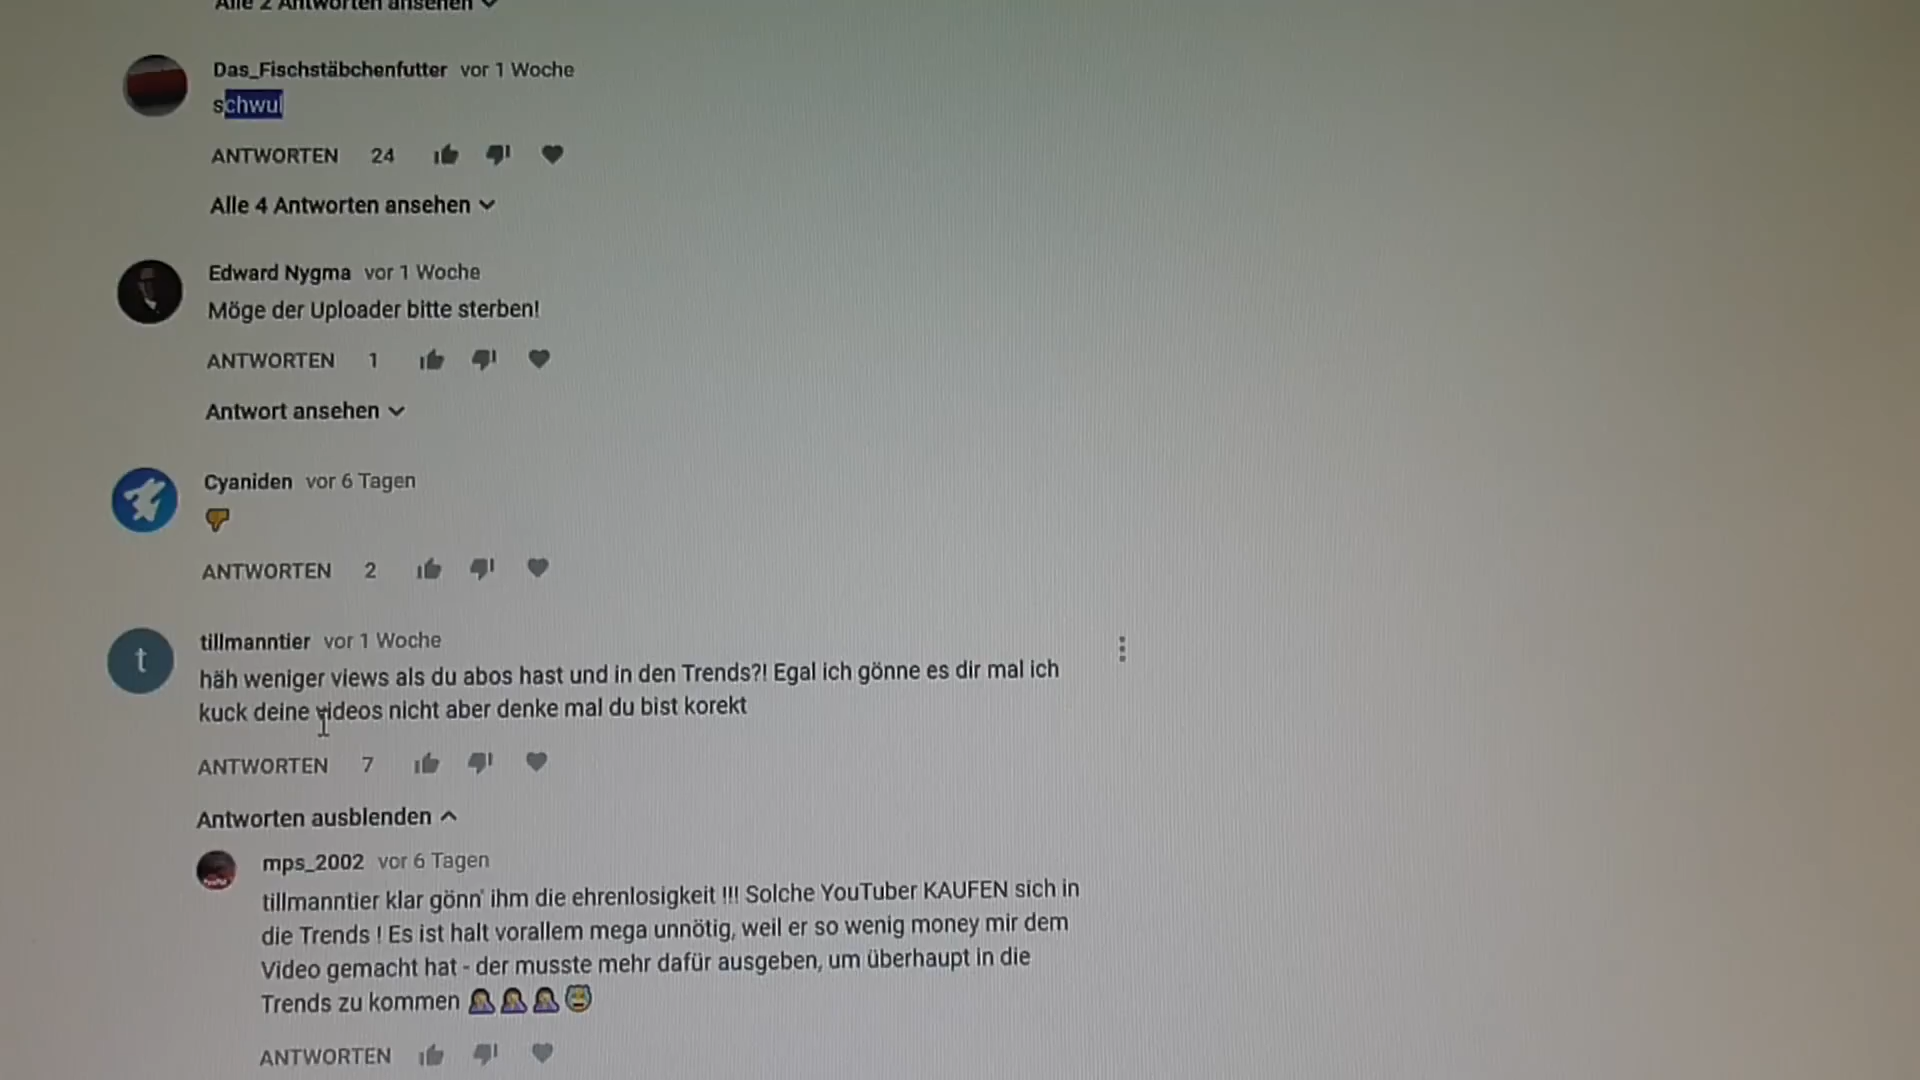 Alle 2 Antworten ansehen
Das_Fischstäbchenfutter vor 1 Woche
schwul
ANTWORTEN 24
Alle 4 Antworten ansehen
Edward Nygma vor 1 Woche
Möge der Uploader bitte sterben!
ANTWORTEN 1
Antwort ansehen
Cyaniden vor 6 Tagen
👎
ANTWORTEN 2
t
tillmanntier vor 1 Woche
häh weniger views als du abos hast und in den Trends?! Egal ich gönne es dir mal ich
kuck deine videos nicht aber denke mal du bist korekt
ANTWORTEN 7
Antworten ausblenden
mps_2002 vor 6 Tagen
tillmanntier klar gönn' ihm die ehrenlosigkeit !!! Solche YouTuber KAUFEN sich in
die Trends ! Es ist halt vorallem mega unnötig, weil er so wenig money mir dem
Video gemacht hat - der musste mehr dafür ausgeben, um überhaupt in die
Trends zu kommen
ANTWORTEN